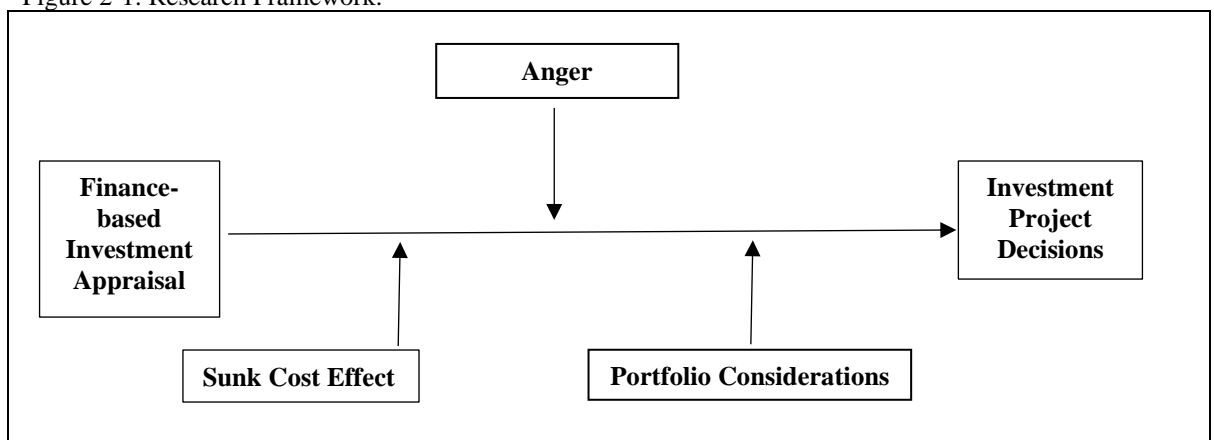 Figure 2-1. Research Framework.
Anger
Finance-
based
Investment
Appraisal
Investment
Project
Decisions
Sunk Cost Effect
Portfolio Considerations